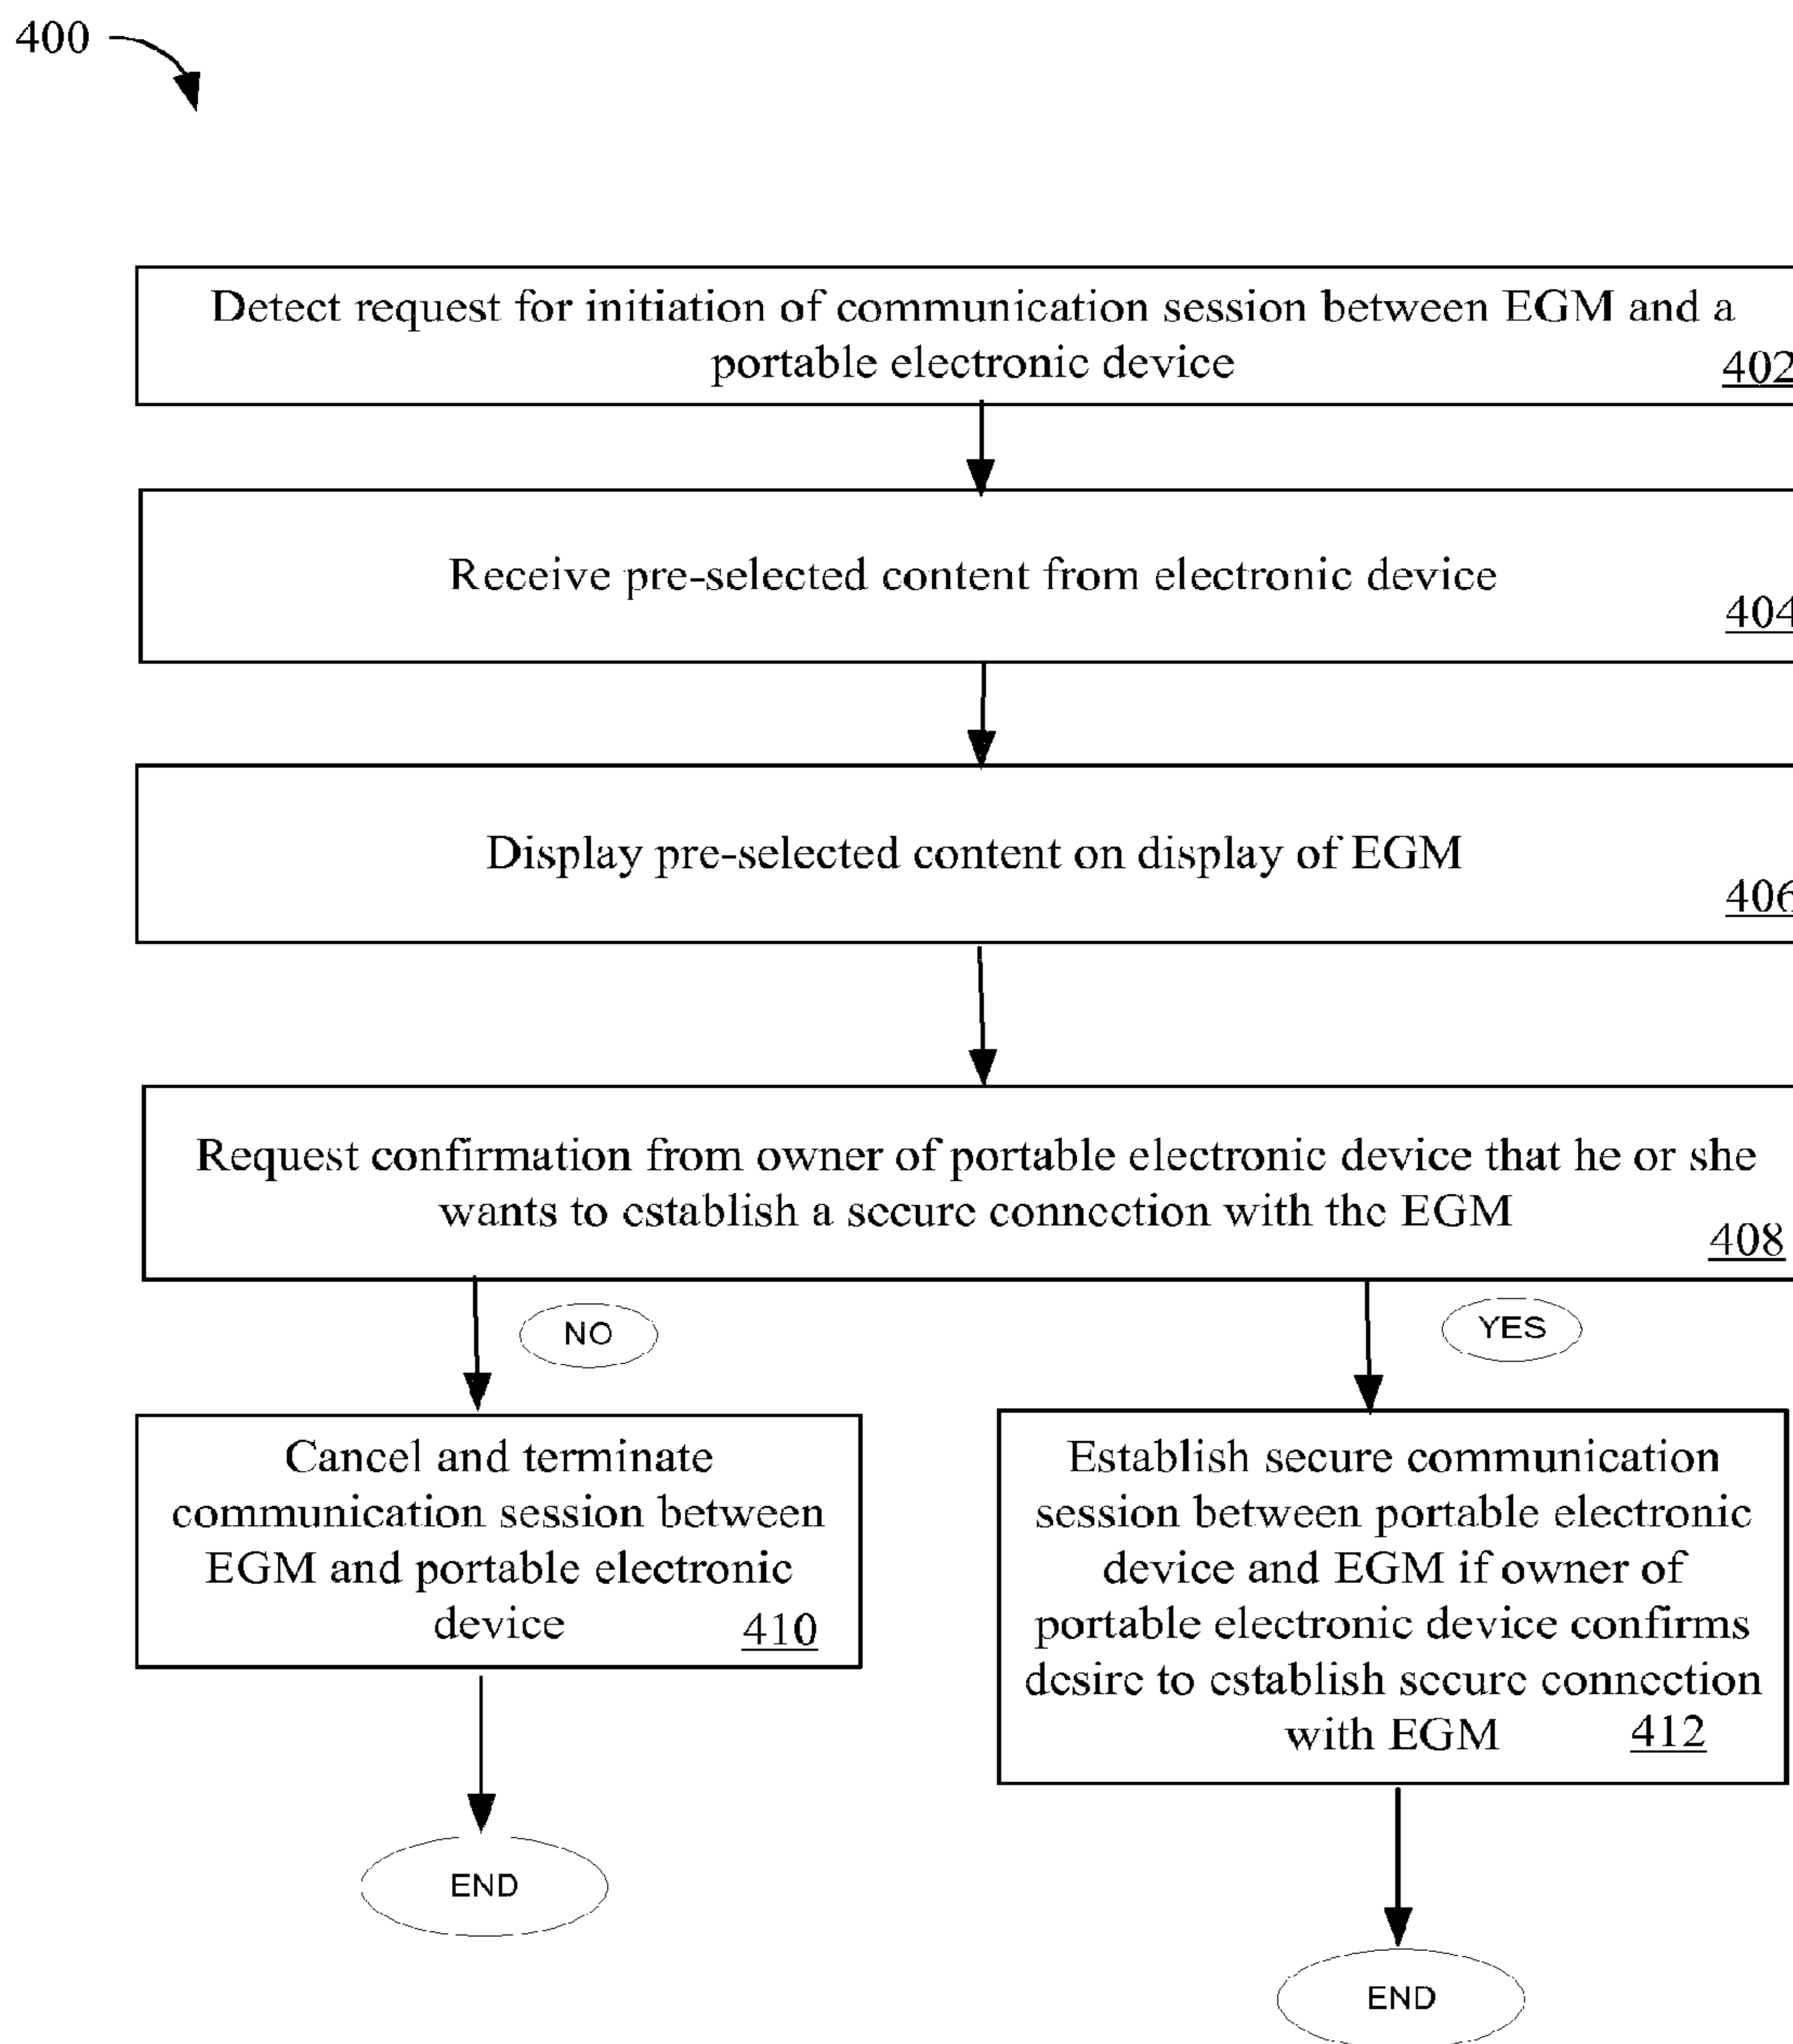 400
Detect request for initiation of communication session between EGM and a
portable electronic device
402
Receive pre-selected content from electronic device
404
Display pre-selected content on display of EGM
406
Request confirmation from owner of portable electronic device that he or she
wants to establish a secure connection with the EGM
408
NO
YES
Cancel and terminate
communication session between
EGM and portable electronic
device
410
Establish secure communication
session between portable electronic
device and EGM if owner of
portable electronic device confirms
desire to establish secure connection
with EGM
412
END
END